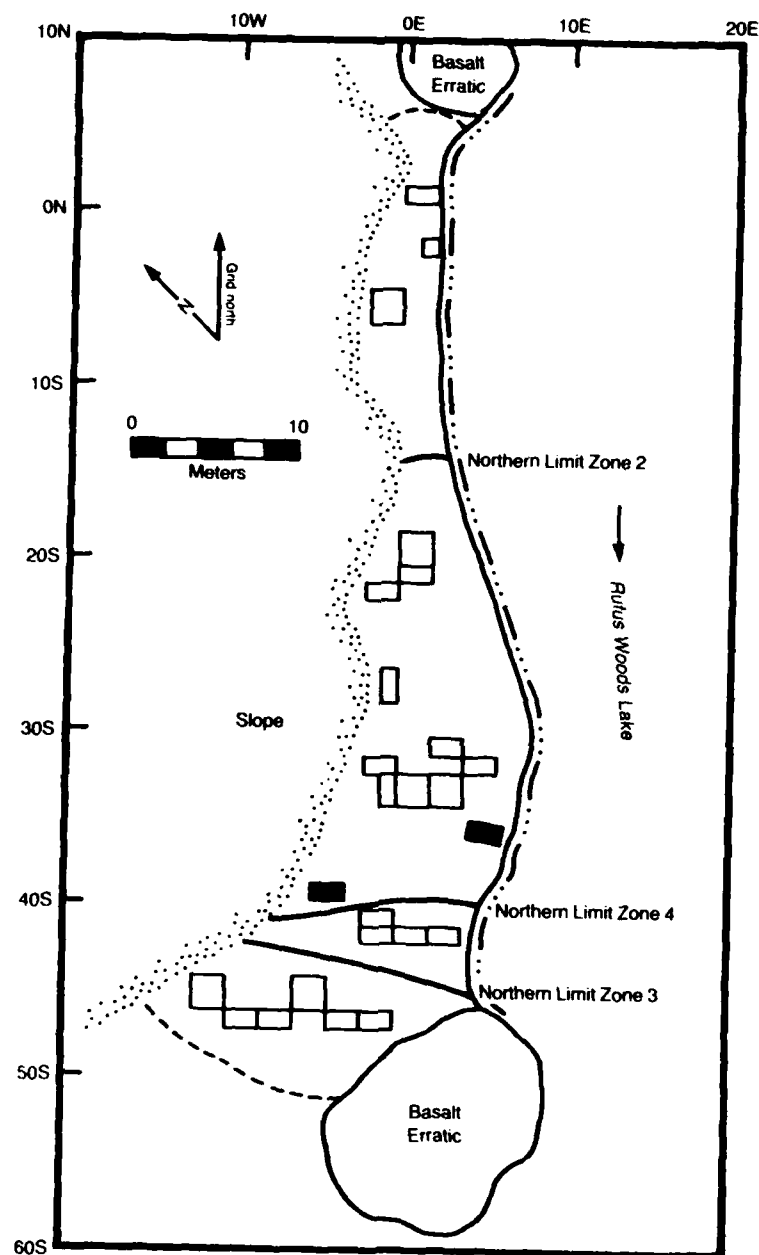 10N
10W
0E
10E
20E
Basalt
Erratic
0N
Grid north
N
10S
0
10
Meters
Northern Limit Zone 2
20S
Rufus Woods Lake
30S
Slope
40S
Northern Limit Zone 4
Northern Limit Zone 3
50S
Basalt
Erratic
60S